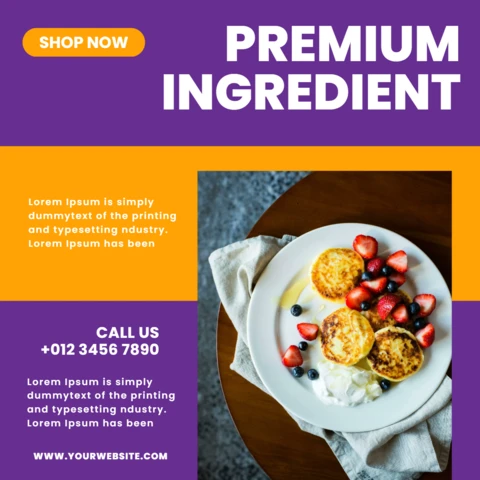 SHOP NOW
PREMIUM
INGREDIENT
Lorem Ipsum is simply
dummytext of the printing
and typesetting ndustry.
Lorem Ipsum has been
CALL US
+012 3456 7890
Lorem Ipsum is simply
dummytext of the printing
and typesetting ndustry.
Lorem Ipsum has been
WWW.YOURWEBSITE.COM